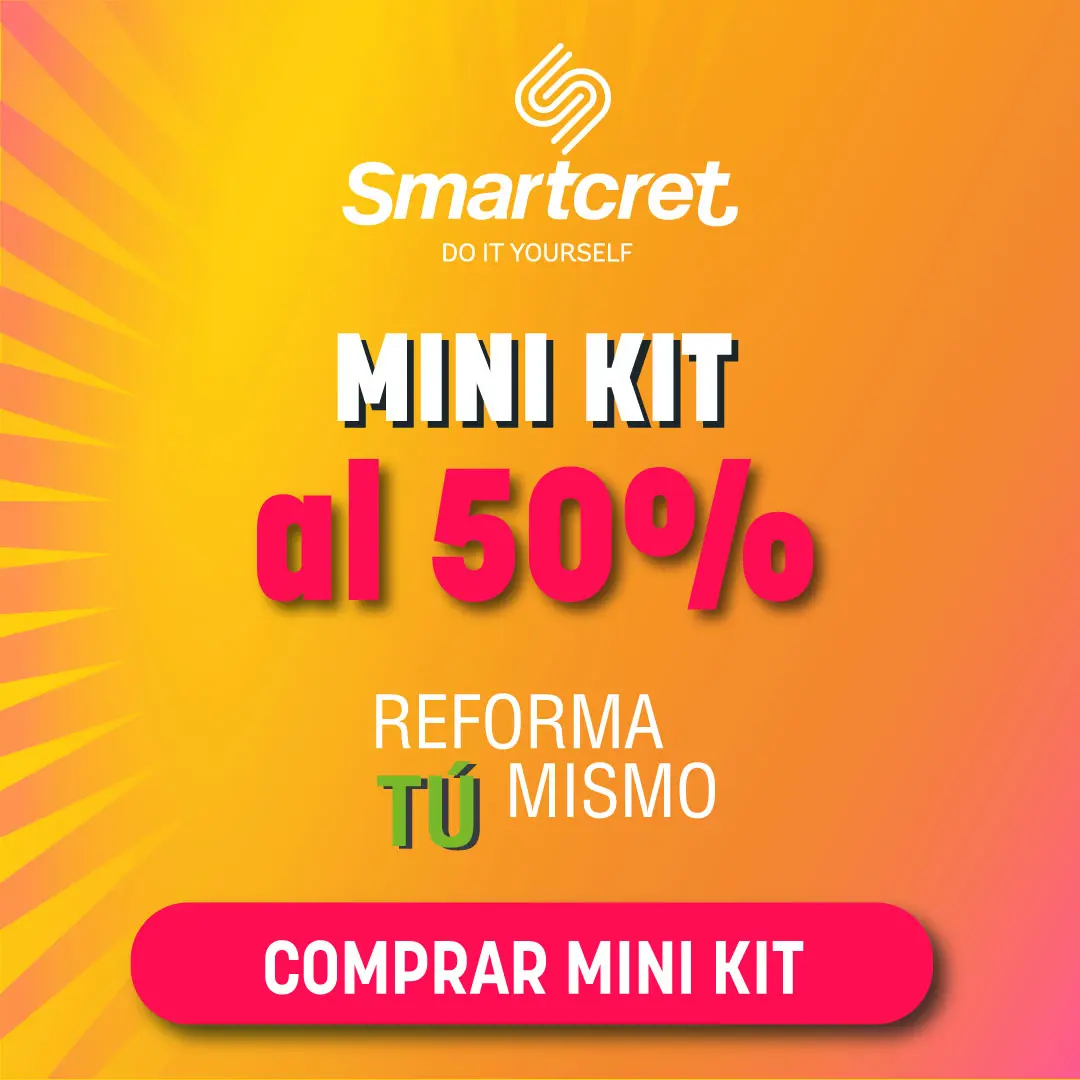 Smartcret
DO IT YOURSELF
MINI KIT
al 50%
REFORMA
TÚ MISMO
COMPRAR MINI KIT